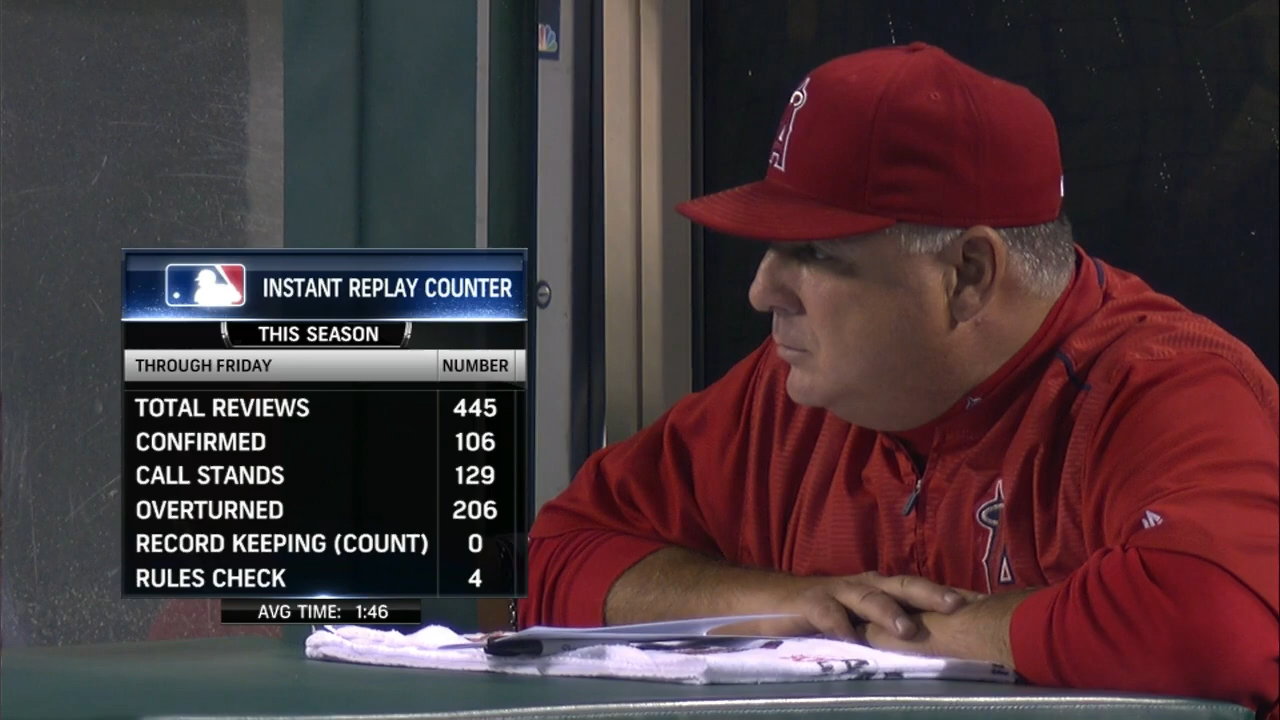 INSTANT REPLAY COUNTER
THIS SEASON
THROUGH FRIDAY NUMBER
TOTAL REVIEWS 445
CONFIRMED 106
CALL STANDS 129
OVERTURNED 206
RECORD KEEPING (COUNT) 0
RULES CHECK 4
AVG TIME: 1:46
A
A